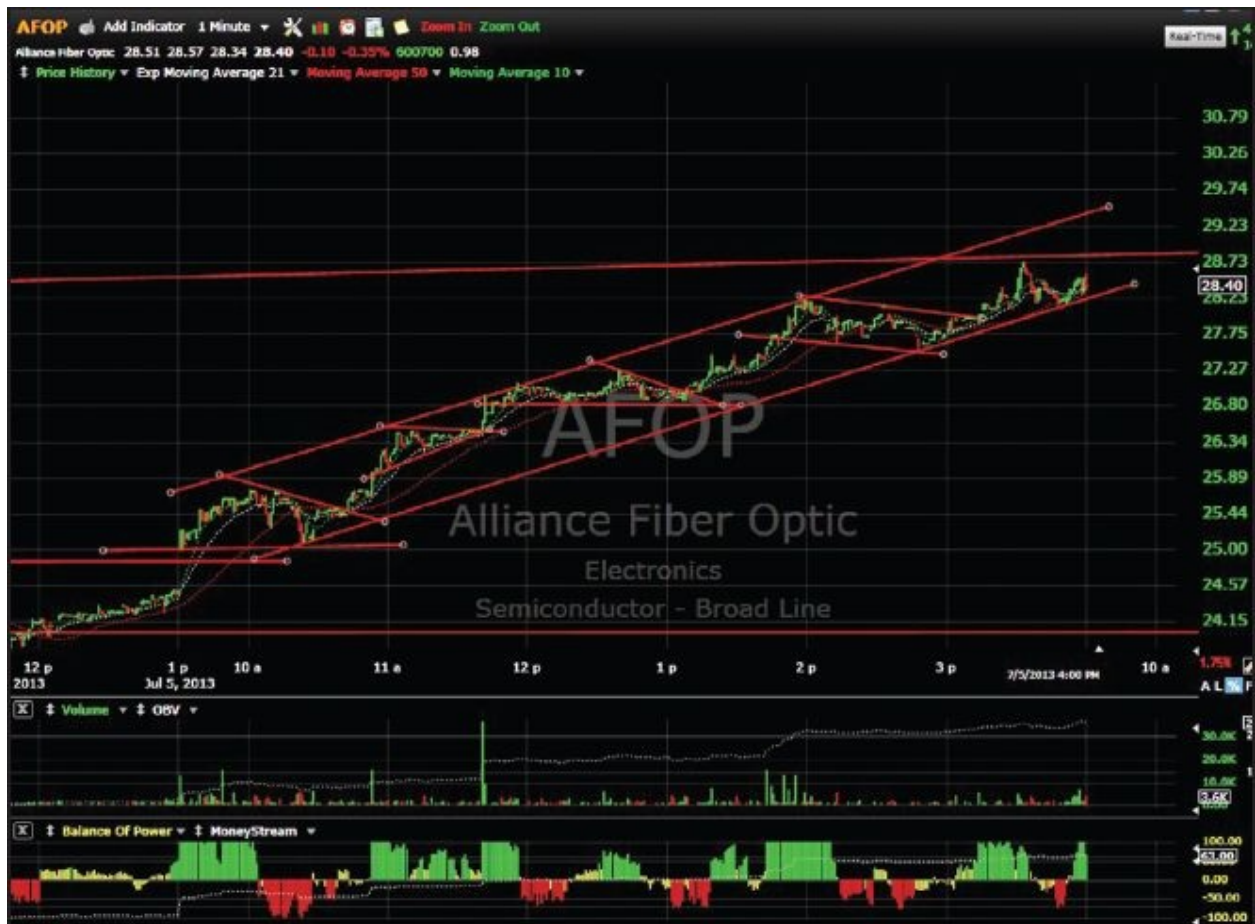 AFOP Add Indicator 1 Minute Zoom In Zoom Out
Real-Time
Alliance Fiber Optic 28.51 28.57 28.34 28.40 -0.10 -0.35% 600700 0.98
Price History Exp Moving Average 21 Moving Average 50 Moving Average 10
30.79
30.26
29.74
29.23
28.73
28.40
28.23
27.75
27.27
26.80
26.34
25.89
25.44
25.00
24.57
24.15
AFOP
Alliance Fiber Optic
Electronics
Semiconductor - Broad Line
12 p 1 p 10 a 11 a 12 p 1 p 2 p 3 p 10 a
2013 Jul 5, 2013 7/5/2013 4:00 PM
1.75%
A L % F
X Volume OBV
30.0K
20.0K
10.0K
3.6K
X Balance Of Power MoneyStream
100.00
63.00
0.00
-50.00
-100.00